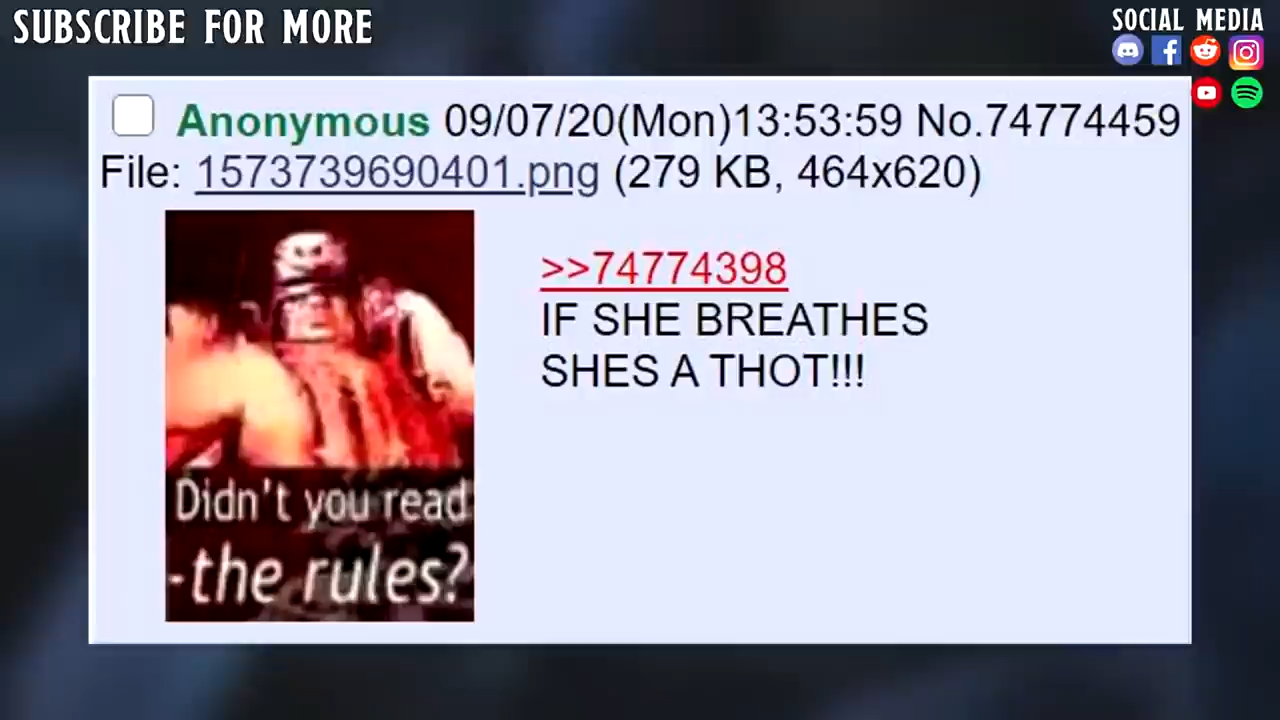 SUBSCRIBE FOR MORE
SOCIAL MEDIA
Anonymous 09/07/20(Mon)13:53:59 No.74774459
File: 1573739690401.png (279 KB, 464x620)
>>74774398
IF SHE BREATHES
SHES A THOT!!!
Didn't you read
-the rules?